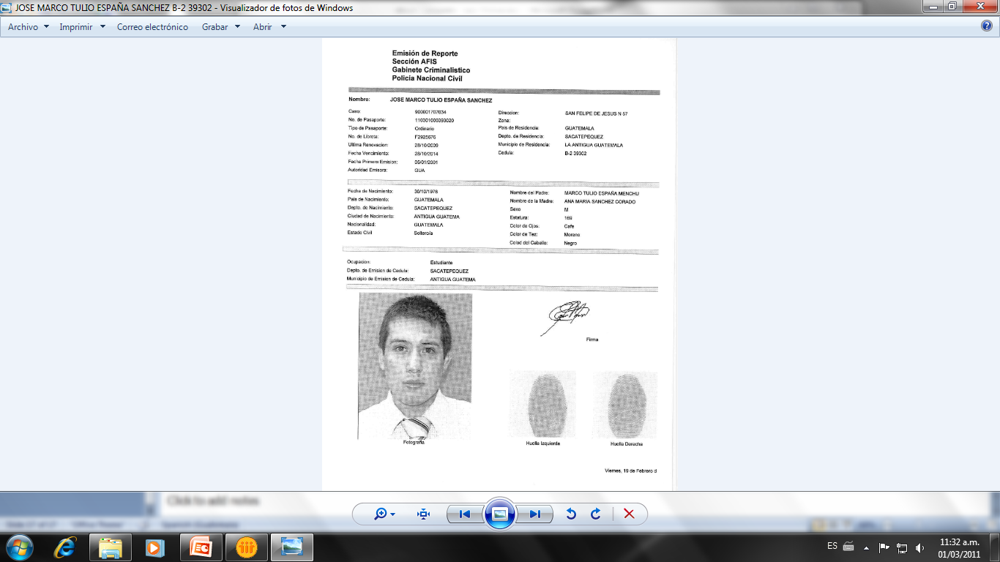 JOSE MARCO TULIO ESPAÑA SANCHEZ B-2 39302 - Visualizador de fotos de Windows
Archivo Imprimir Correo electrónico Grabar Abrir
Emisión de Reporte
Sección AFIS
Gabinete Criminalistico
Policia Nacional Civil
Nombre: JOSE MARCO TULIO ESPAÑA SANCHEZ
Caso: 900001707034 Direccion: SAN FELIPE DE JESUS N 57
No. de Pasaporte: 110301000393020 Zona:
Tipo de Pasaporte: Ordinario Pais de Residencia: GUATEMALA
No. de Libreta: F2925676 Depto. de Residencia: SACATEPEQUEZ
Ultima Renovacion: 28/10/2009 Municipio de Residencia: LA ANTIGUA GUATEMALA
Fecha Vencimiento: 28/10/2014 Cedula: B-2 39302
Fecha Primera Emision: 05/01/2001
Autoridad Emisora: GUA
Fecha de Nacimiento: 30/10/1976 Nombre del Padre: MARCO TULIO ESPAÑA MENCHU
Pais de Nacimiento: GUATEMALA Nombre de la Madre: ANA MARIA SANCHEZ CORADO
Depto. de Nacimiento: SACATEPEQUEZ Sexo M
Ciudad de Nacimiento: ANTIGUA GUATEMA Estatura: 169
Nacionalidad: GUATEMALA Color de Ojos: Cafe
Estado Civil Soltero/a Color de Tez: Moreno
Colod del Cabello: Negro
Ocupacion: Estudiante
Depto. de Emision de Cedula: SACATEPEQUEZ
Municipio de Emision de Cedula: ANTIGUA GUATEMA
Firma
Fotografia Huella Izquierda Huella Derecha
Viernes, 19 de Febrero d
Click to add notes
ES
11:32 a.m.
01/03/2011